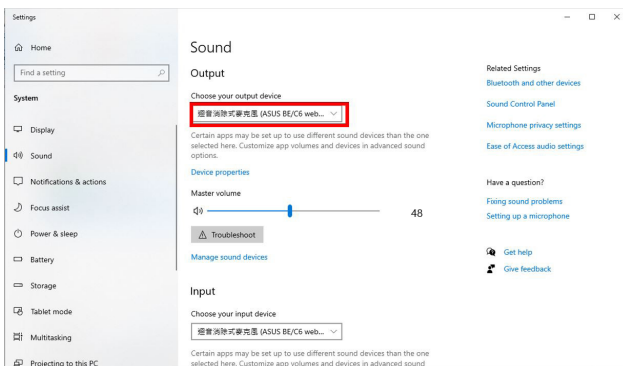 Settings
Home
Find a setting
System
Display
Sound
Notifications & actions
Focus assist
Power & sleep
Battery
Storage
Tablet mode
Multitasking
Projecting to this PC
Sound
Output
Choose your output device
迴音消除式麥克風 (ASUS BE/C6 web...
Certain apps may be set up to use different sound devices than the one
selected here. Customize app volumes and devices in advanced sound
options.
Device properties
Master volume
48
Troubleshoot
Manage sound devices
Input
Choose your input device
迴音消除式麥克風 (ASUS BE/C6 web...
Certain apps may be set up to use different sound devices than the one
selected here. Customize app volumes and devices in advanced sound
Related Settings
Bluetooth and other devices
Sound Control Panel
Microphone privacy settings
Ease of Access audio settings
Have a question?
Fixing sound problems
Setting up a microphone
Get help
Give feedback